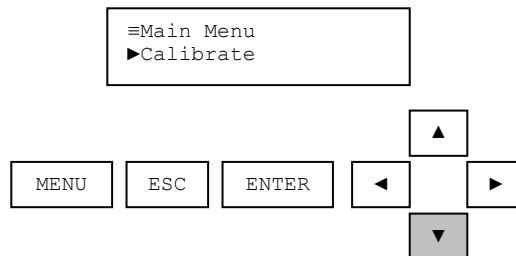 ≡Main Menu
►Calibrate
▲
MENU ESC ENTER ◄ ►
▼